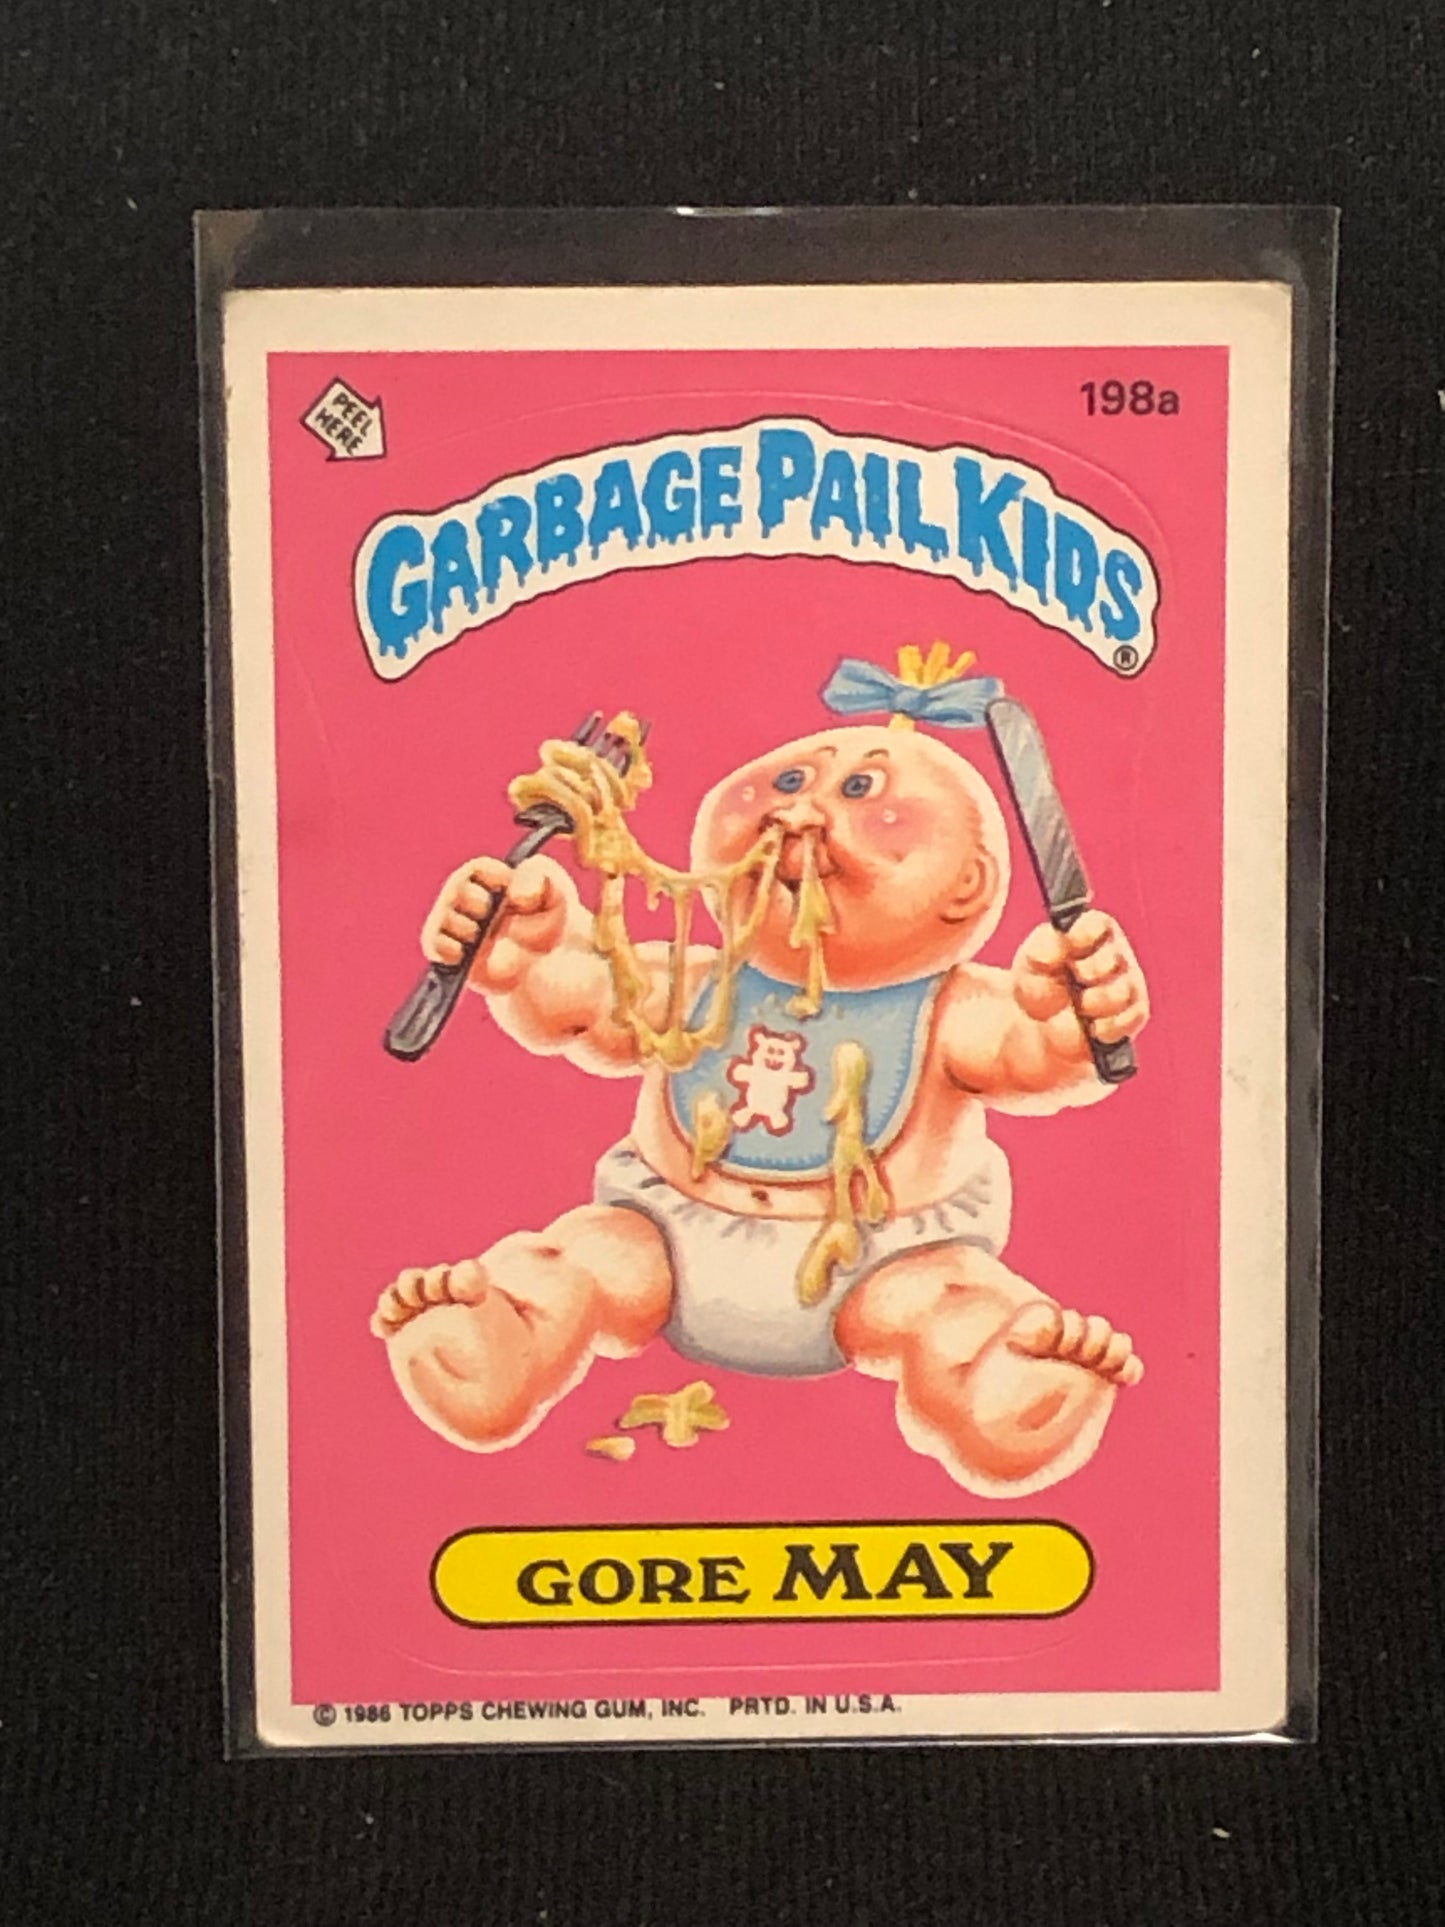 PEEL
HERE
198a
GARBAGE PAIL KIDS®
GORE MAY
© 1986 TOPPS CHEWING GUM, INC. PRTD. IN U.S.A.